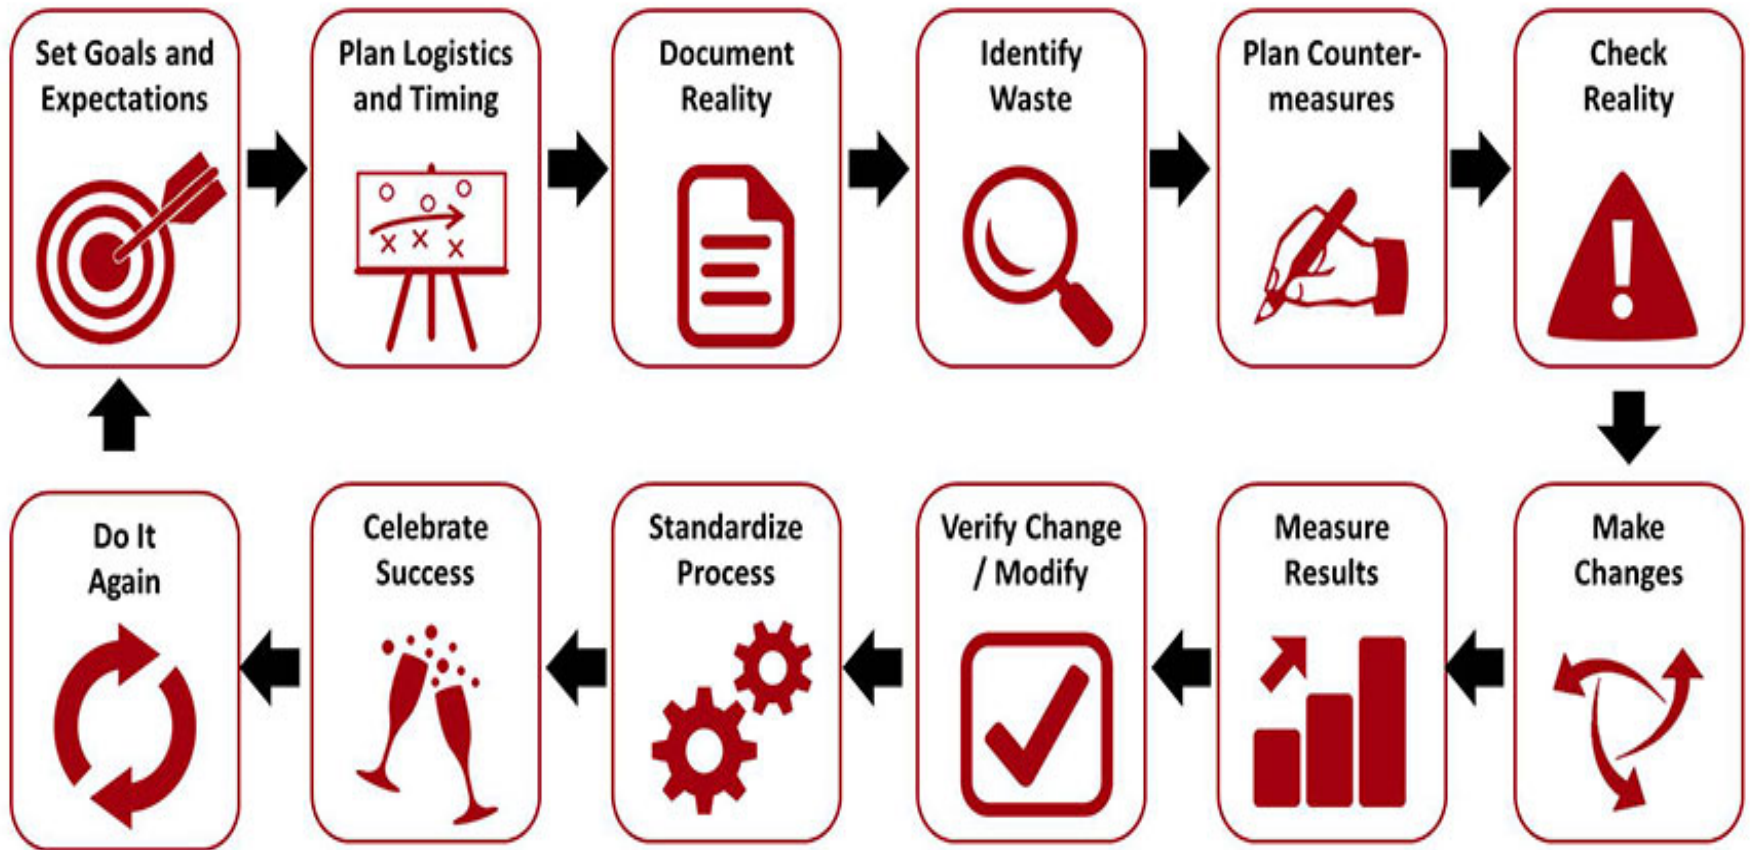 Set Goals and
Expectations
Plan Logistics
and Timing
Document
Reality
Identify
Waste
Plan Counter-
measures
Check
Reality
Make
Changes
Measure
Results
Verify Change
/ Modify
Standardize
Process
Celebrate
Success
Do It
Again